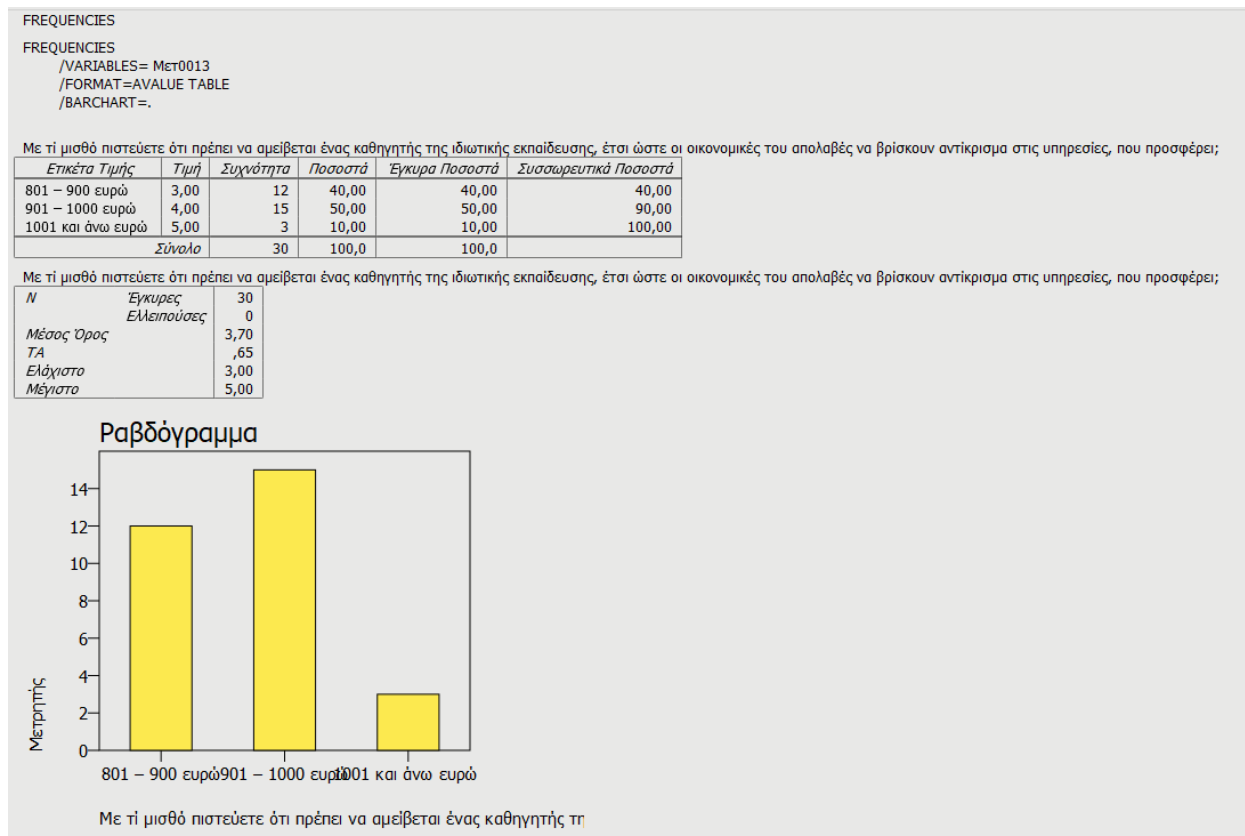 FREQUENCIES
FREQUENCIES
/VARIABLES= Μετ0013
/FORMAT=AVALUE TABLE
/BARCHART=.
Με τί μισθό πιστεύετε ότι πρέπει να αμείβεται ένας καθηγητής της ιδιωτικής εκπαίδευσης, έτσι ώστε οι οικονομικές του απολαβές να βρίσκουν αντίκρισμα στις υπηρεσίες, που προσφέρει;
Ετικέτα Τιμής Τιμή Συχνότητα Ποσοστά Έγκυρα Ποσοστά Συσσωρευτικά Ποσοστά
801 – 900 ευρώ 3,00 12 40,00 40,00 40,00
901 – 1000 ευρώ 4,00 15 50,00 50,00 90,00
1001 και άνω ευρώ 5,00 3 10,00 10,00 100,00
Σύνολο 30 100,0 100,0
Με τί μισθό πιστεύετε ότι πρέπει να αμείβεται ένας καθηγητής της ιδιωτικής εκπαίδευσης, έτσι ώστε οι οικονομικές του απολαβές να βρίσκουν αντίκρισμα στις υπηρεσίες, που προσφέρει;
N Έγκυρες 30
Ελλειπούσες 0
Μέσος Όρος 3,70
ΤΑ ,65
Ελάχιστο 3,00
Μέγιστο 5,00
Ραβδόγραμμα
14
12
10
8
6
4
2
0
Μετρητής
801 – 900 ευρώ 901 – 1000 ευρώ 1001 και άνω ευρώ
Με τί μισθό πιστεύετε ότι πρέπει να αμείβεται ένας καθηγητής τη